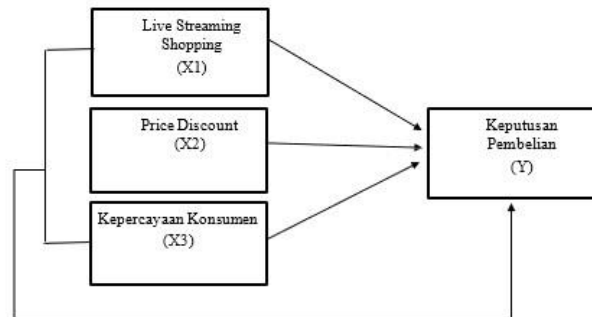 Live Streaming
Shopping
(X1)
Price Discount
(X2)
Kepercayaan Konsumen
(X3)
Keputusan
Pembelian
(Y)